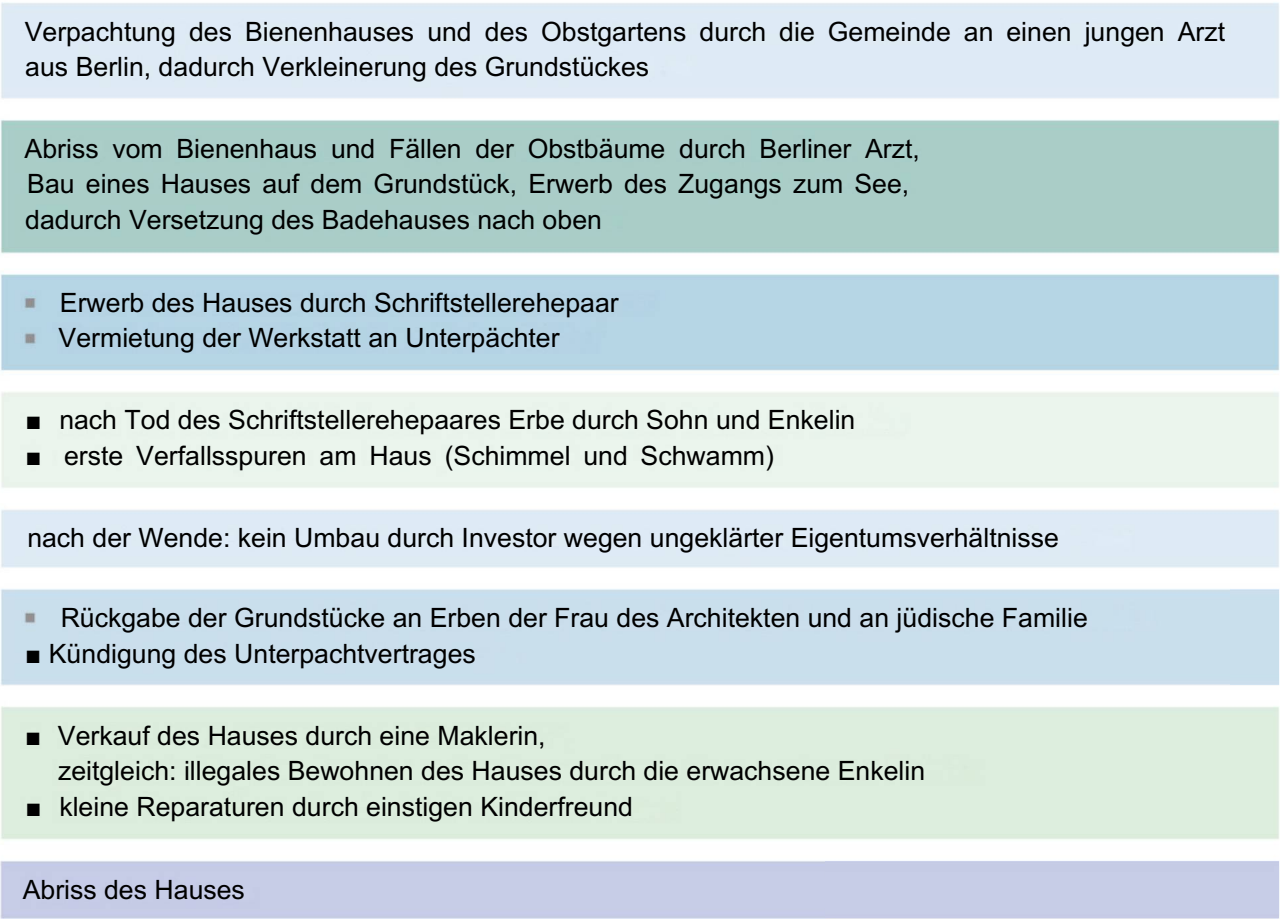 Verpachtung des Bienenhauses und des Obstgartens durch die Gemeinde an einen jungen Arzt
aus Berlin, dadurch Verkleinerung des Grundstückes
Abriss vom Bienenhaus und Fällen der Obstbäume durch Berliner Arzt,
Bau eines Hauses auf dem Grundstück, Erwerb des Zugangs zum See,
dadurch Versetzung des Badehauses nach oben
▪ Erwerb des Hauses durch Schriftstellerehepaar
▪ Vermietung der Werkstatt an Unterpächter
■ nach Tod des Schriftstellerehepaares Erbe durch Sohn und Enkelin
■ erste Verfallsspuren am Haus (Schimmel und Schwamm)
nach der Wende: kein Umbau durch Investor wegen ungeklärter Eigentumsverhältnisse
▪ Rückgabe der Grundstücke an Erben der Frau des Architekten und an jüdische Familie
■ Kündigung des Unterpachtvertrages
■ Verkauf des Hauses durch eine Maklerin,
zeitgleich: illegales Bewohnen des Hauses durch die erwachsene Enkelin
■ kleine Reparaturen durch einstigen Kinderfreund
Abriss des Hauses